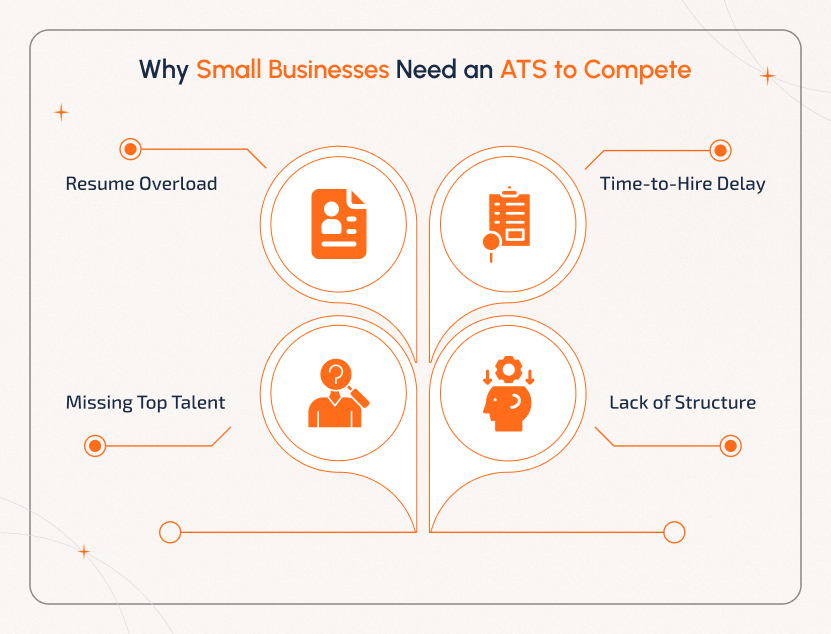 Why Small Businesses Need an ATS to Compete
Resume Overload
Time-to-Hire Delay
Missing Top Talent
Lack of Structure